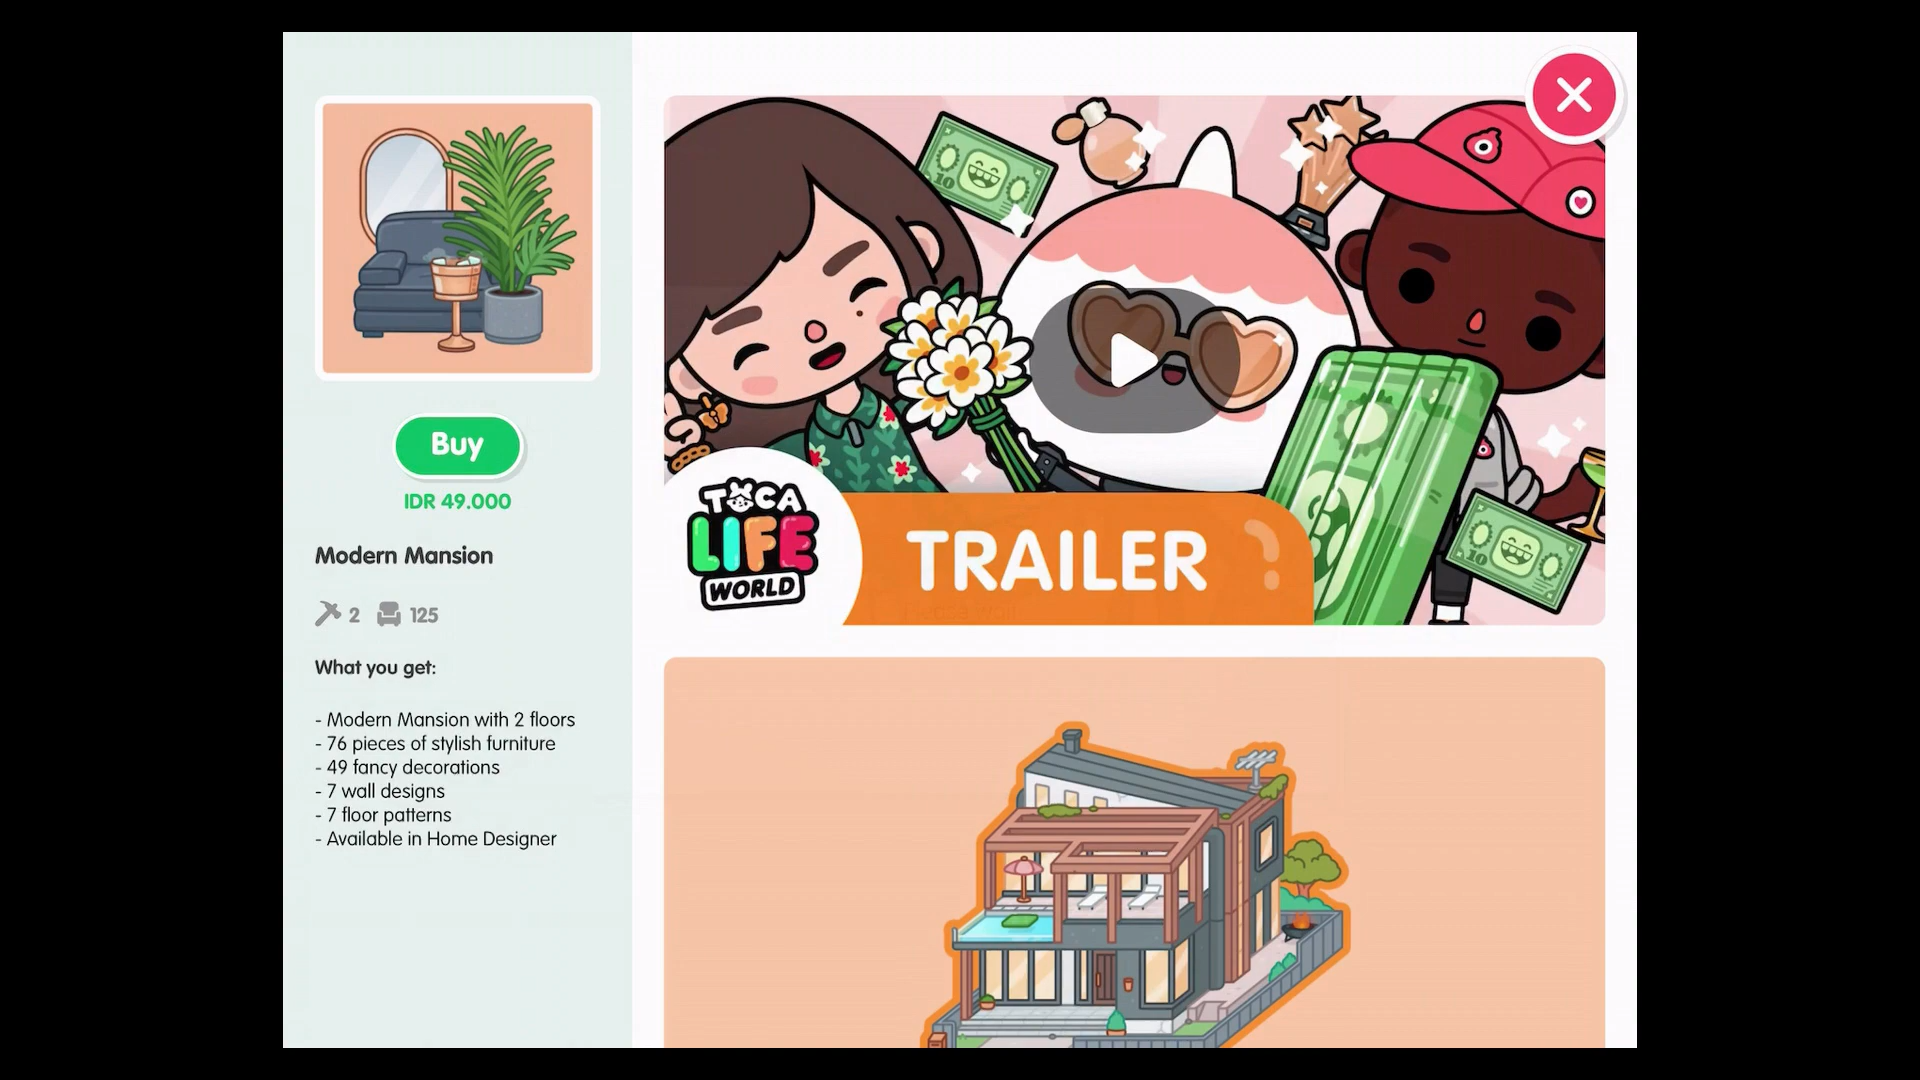 Buy
IDR 49.000
Modern Mansion
2 125
What you get:
- Modern Mansion with 2 floors
- 76 pieces of stylish furniture
- 49 fancy decorations
- 7 wall designs
- 7 floor patterns
- Available in Home Designer
10
TOCA
LIFE
WORLD
TRAILER
10